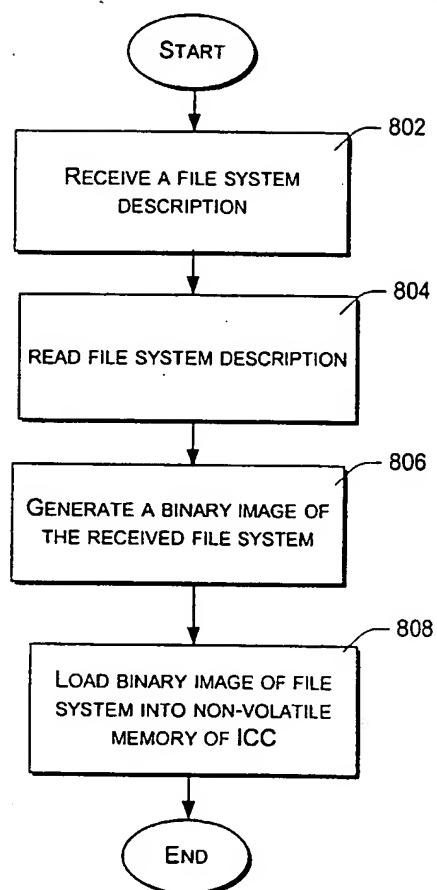 START
802
RECEIVE A FILE SYSTEM
DESCRIPTION
804
READ FILE SYSTEM DESCRIPTION
806
GENERATE A BINARY IMAGE OF
THE RECEIVED FILE SYSTEM
808
LOAD BINARY IMAGE OF FILE
SYSTEM INTO NON-VOLATILE
MEMORY OF ICC
END